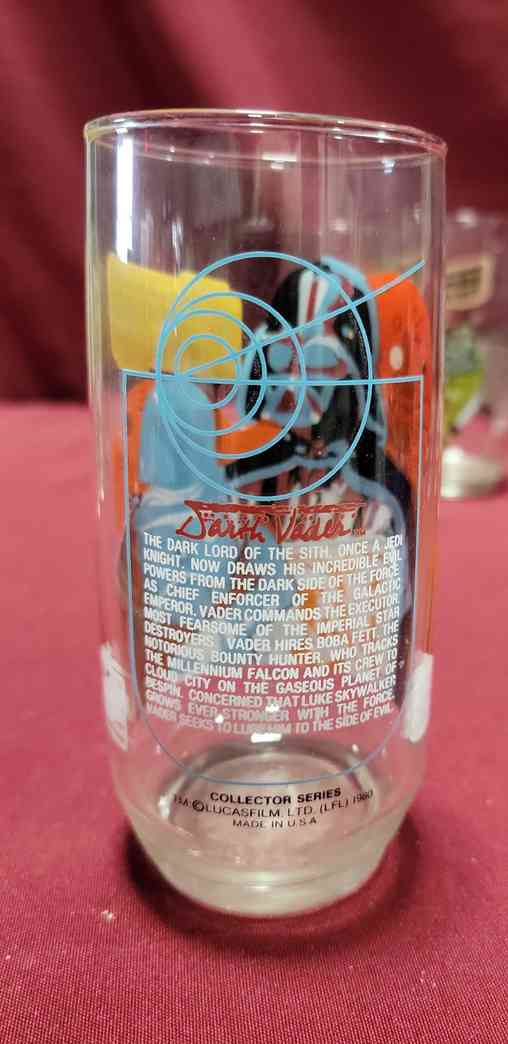 Darth Vader™
THE DARK LORD OF THE SITH, ONCE A JEDI
KNIGHT, NOW DRAWS HIS INCREDIBLE EVIL
POWERS FROM THE DARK SIDE OF THE FORCE.
AS CHIEF ENFORCER OF THE GALACTIC
EMPEROR, VADER COMMANDS THE EXECUTOR,
MOST FEARSOME OF THE IMPERIAL STAR
DESTROYERS. VADER HIRES BOBA FETT, THE
NOTORIOUS BOUNTY HUNTER, WHO TRACKS
THE MILLENNIUM FALCON AND ITS CREW TO
CLOUD CITY ON THE GASEOUS PLANET OF
BESPIN. CONCERNED THAT LUKE SKYWALKER
GROWS EVER-STRONGER WITH THE FORCE,
VADER SEEKS TO LURE HIM TO THE SIDE OF EVIL.
COLLECTOR SERIES
TM ©LUCASFILM, LTD. (LFL) 1980
MADE IN U.S.A.